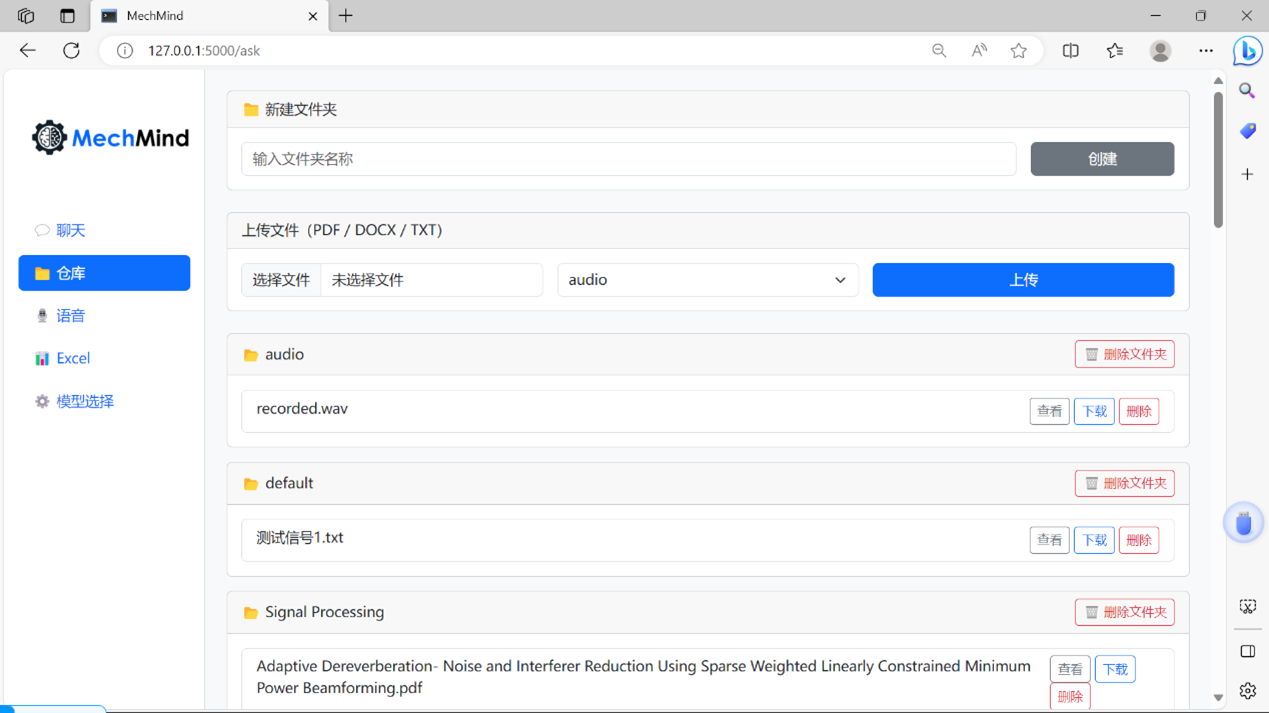 MechMind
127.0.0.1:5000/ask
MechMind
聊天
仓库
语音
Excel
模型选择
新建文件夹
输入文件夹名称
创建
上传文件（PDF / DOCX / TXT）
选择文件 未选择文件 audio 上传
audio 删除文件夹
recorded.wav 查看 下载 删除
default 删除文件夹
测试信号1.txt 查看 下载 删除
Signal Processing 删除文件夹
Adaptive Dereverberation- Noise and Interferer Reduction Using Sparse Weighted Linearly Constrained Minimum 查看 下载
Power Beamforming.pdf 删除